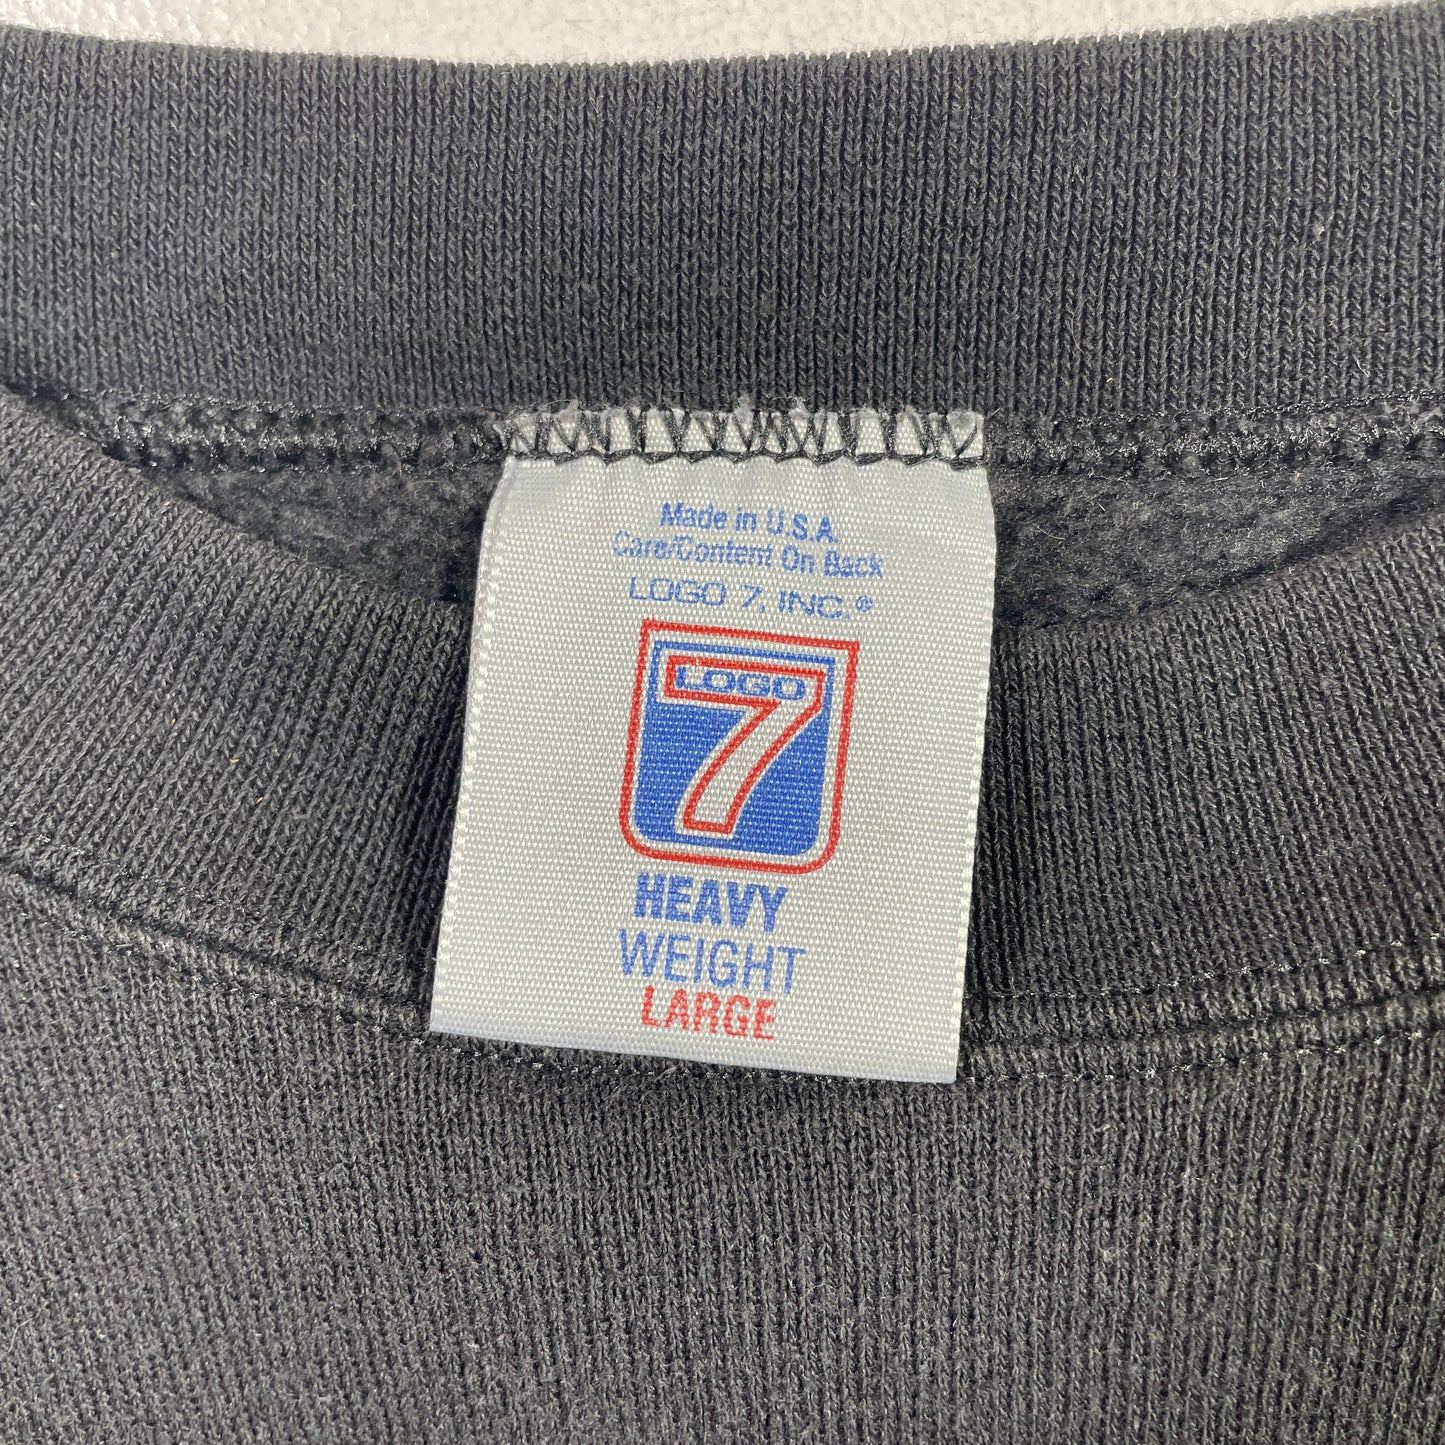 Made in U.S.A.
Care/Content On Back
LOGO 7, INC.®
LOGO
7
HEAVY
WEIGHT
LARGE